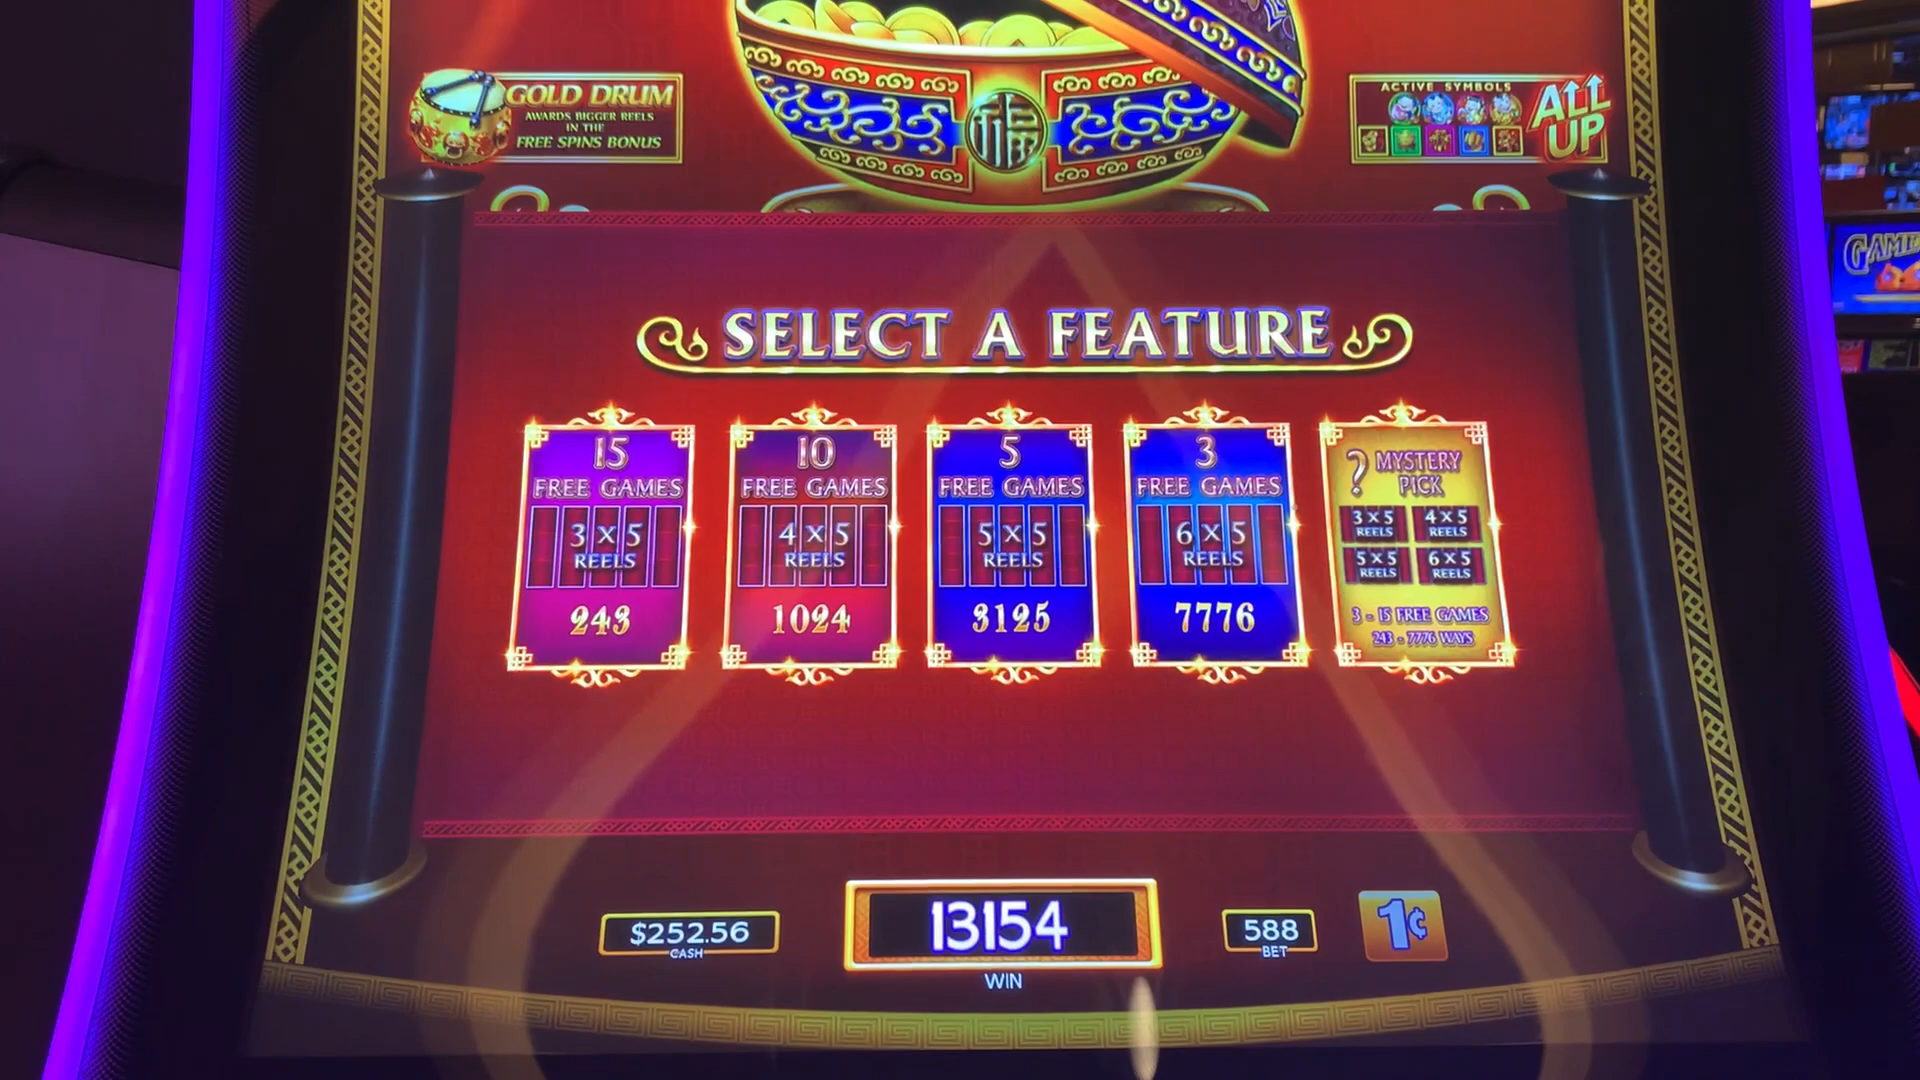 GOLD DRUM
AWARDS BIGGER REELS
IN THE
FREE SPINS BONUS
福
ACTIVE SYMBOLS
ALL
UP
GAME
SELECT A FEATURE
15
FREE GAMES
3 X 5
REELS
243
10
FREE GAMES
4 X 5
REELS
1024
5
FREE GAMES
5 X 5
REELS
3125
3
FREE GAMES
6 X 5
REELS
7776
? MYSTERY
PICK
3 X 5
REELS
4 X 5
REELS
5 X 5
REELS
6 X 5
REELS
3 - 15 FREE GAMES
243 - 7776 WAYS
$252.56
CASH
13154
WIN
588
BET
1¢